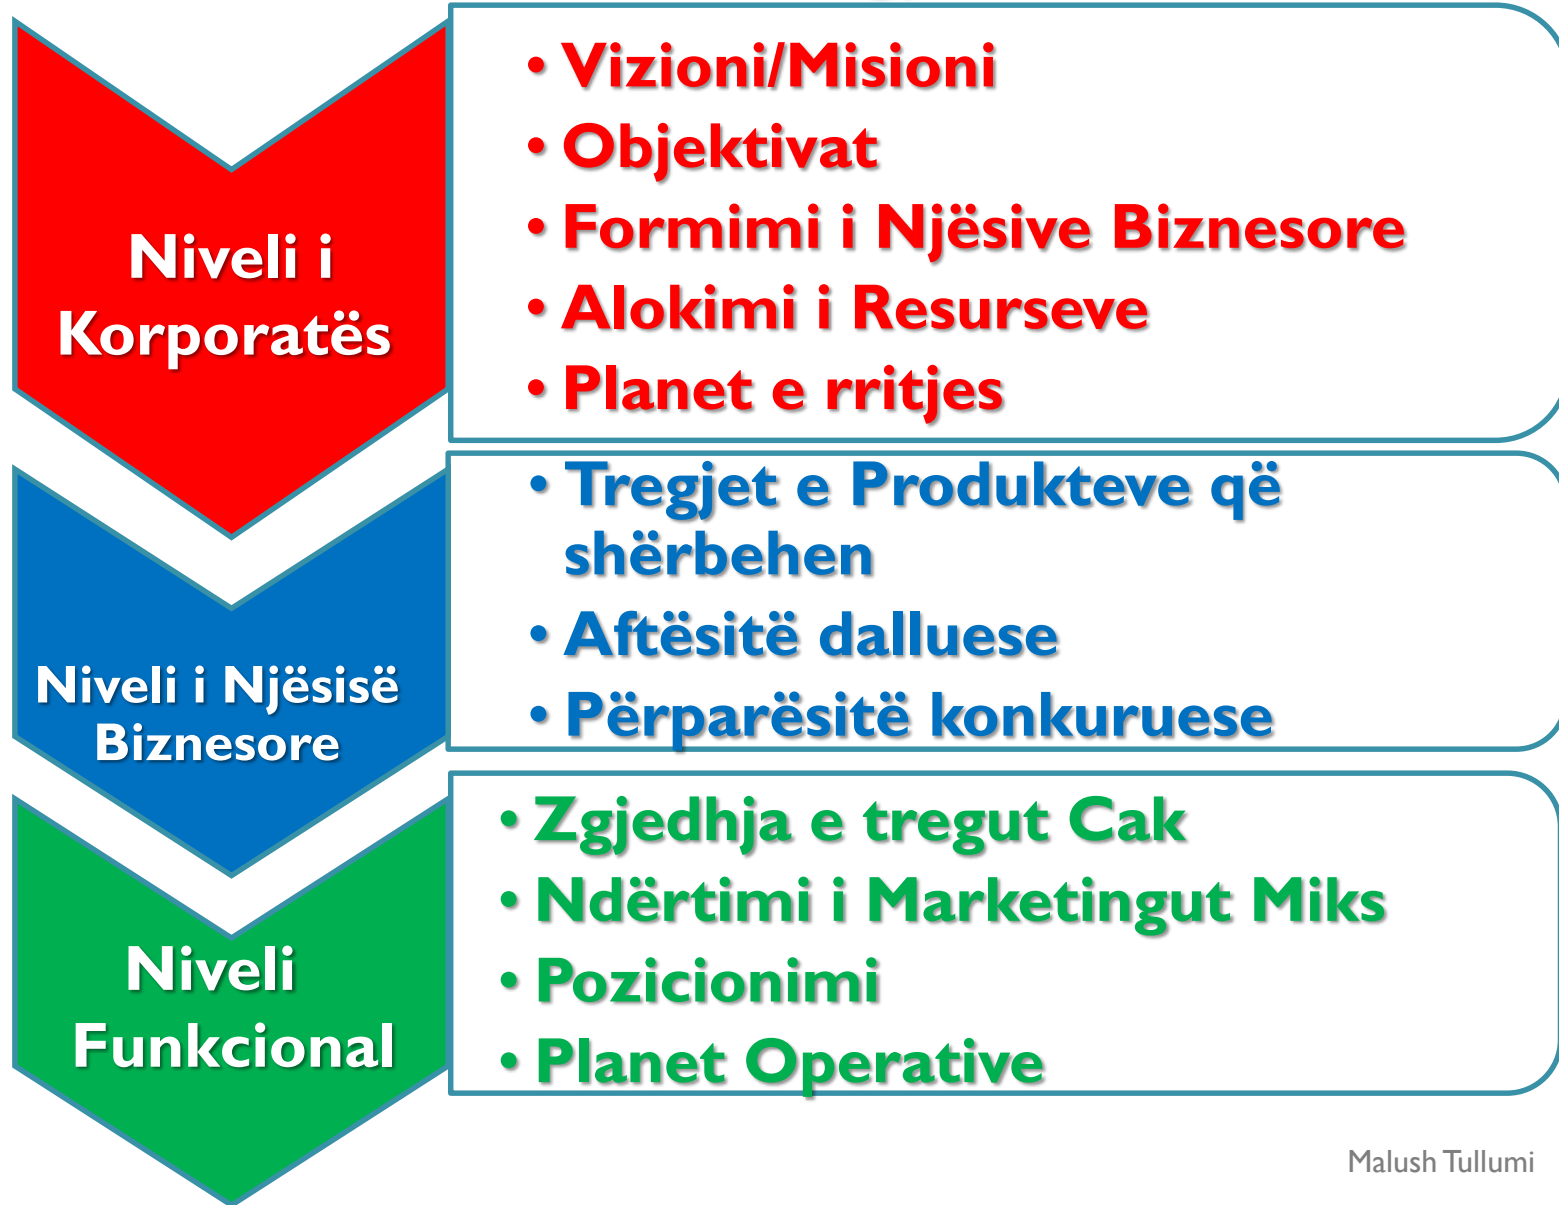 Niveli i
Korporatës
• Vizioni/Misioni
• Objektivat
• Formimi i Njësive Biznesore
• Alokimi i Resurseve
• Planet e rritjes
Niveli i Njësisë
Biznesore
• Tregjet e Produkteve që
shërbehen
• Aftësitë dalluese
• Përparësitë konkuruese
Niveli
Funkcional
• Zgjedhja e tregut Cak
• Ndërtimi i Marketingut Miks
• Pozicionimi
• Planet Operative
Malush Tullumi